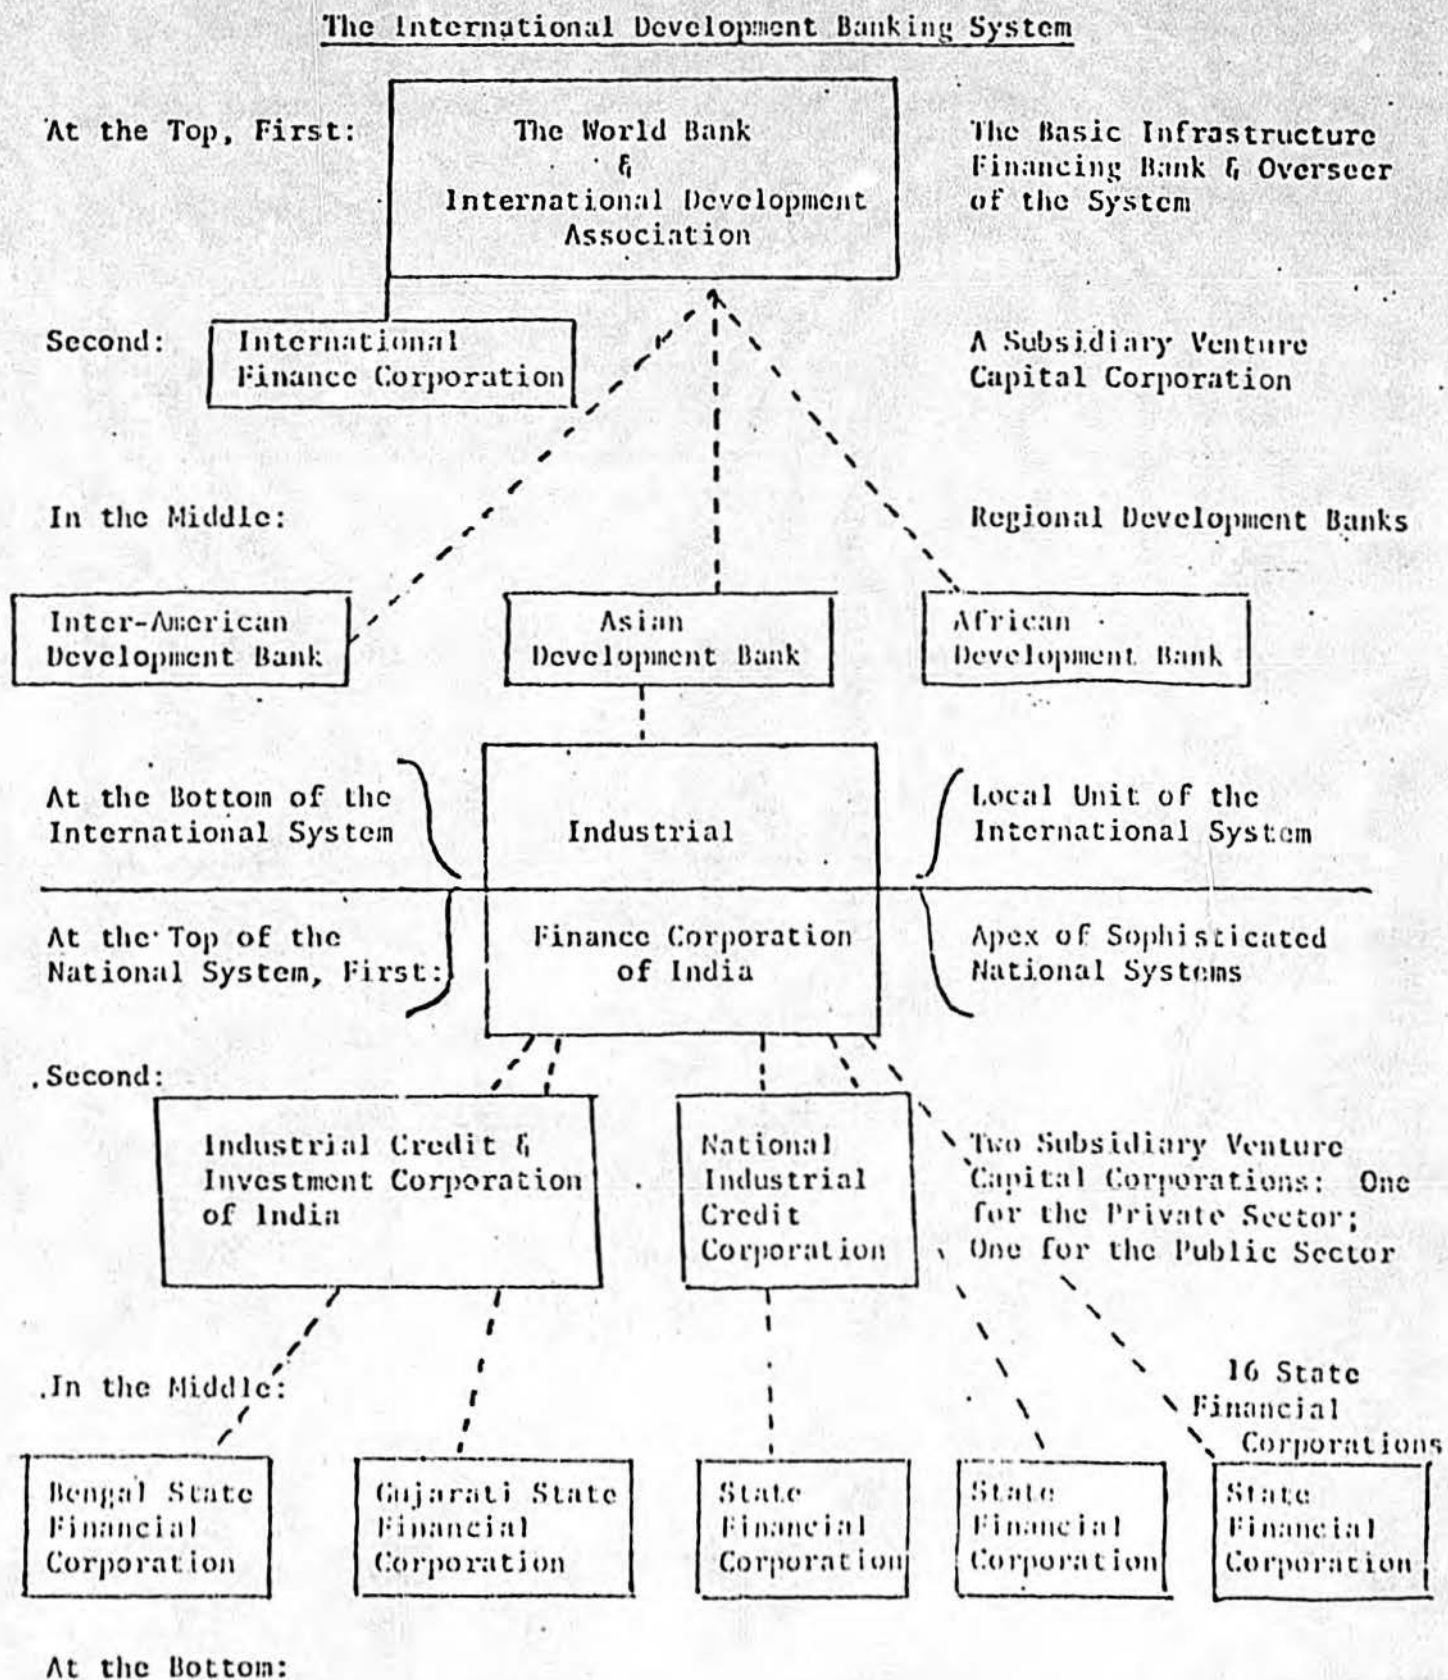 The International Development Banking System
At the Top, First:
The World Bank
&
International Development
Association
The Basic Infrastructure
Financing Bank & Overseer
of the System
Second:
International
Finance Corporation
A Subsidiary Venture
Capital Corporation
In the Middle:
Regional Development Banks
Inter-American
Development Bank
Asian
Development Bank
African
Development Bank
At the Bottom of the
International System
Industrial
Local Unit of the
International System
At the Top of the
National System, First:
Finance Corporation
of India
Apex of Sophisticated
National Systems
Second:
Industrial Credit &
Investment Corporation
of India
National
Industrial
Credit
Corporation
Two Subsidiary Venture
Capital Corporations: One
for the Private Sector;
One for the Public Sector
In the Middle:
16 State
Financial
Corporations
Bengal State
Financial
Corporation
Gujarati State
Financial
Corporation
State
Financial
Corporation
State
Financial
Corporation
State
Financial
Corporation
At the Bottom: